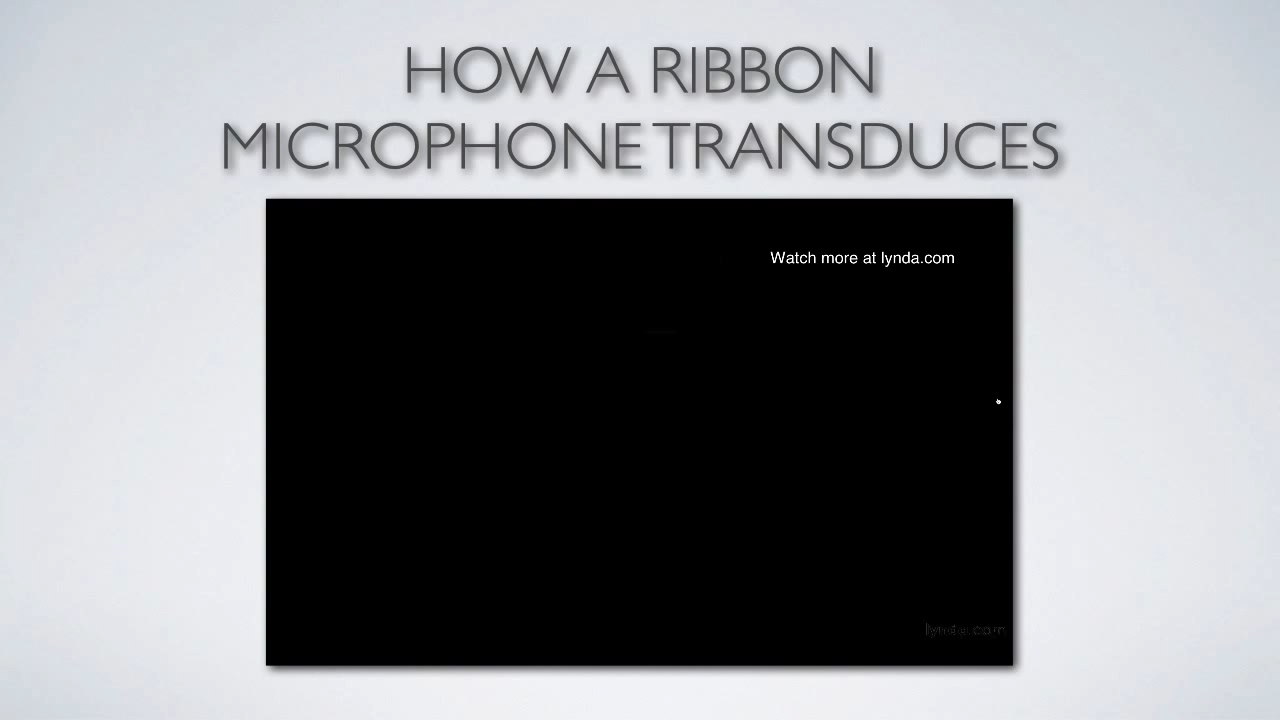 HOW A RIBBON
MICROPHONE TRANSDUCES
Watch more at lynda.com
lynda.com